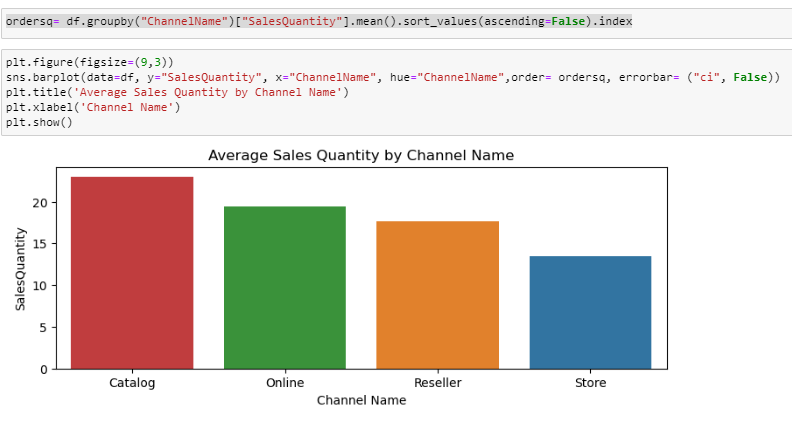 ordersq= df.groupby("ChannelName")["SalesQuantity"].mean().sort_values(ascending=False).index
plt.figure(figsize=(9,3))
sns.barplot(data=df, y="SalesQuantity", x="ChannelName", hue="ChannelName",order= ordersq, errorbar= ("ci", False))
plt.title('Average Sales Quantity by Channel Name')
plt.xlabel('Channel Name')
plt.show()
Average Sales Quantity by Channel Name
SalesQuantity
20
15
10
5
0
Catalog Online Reseller Store
Channel Name